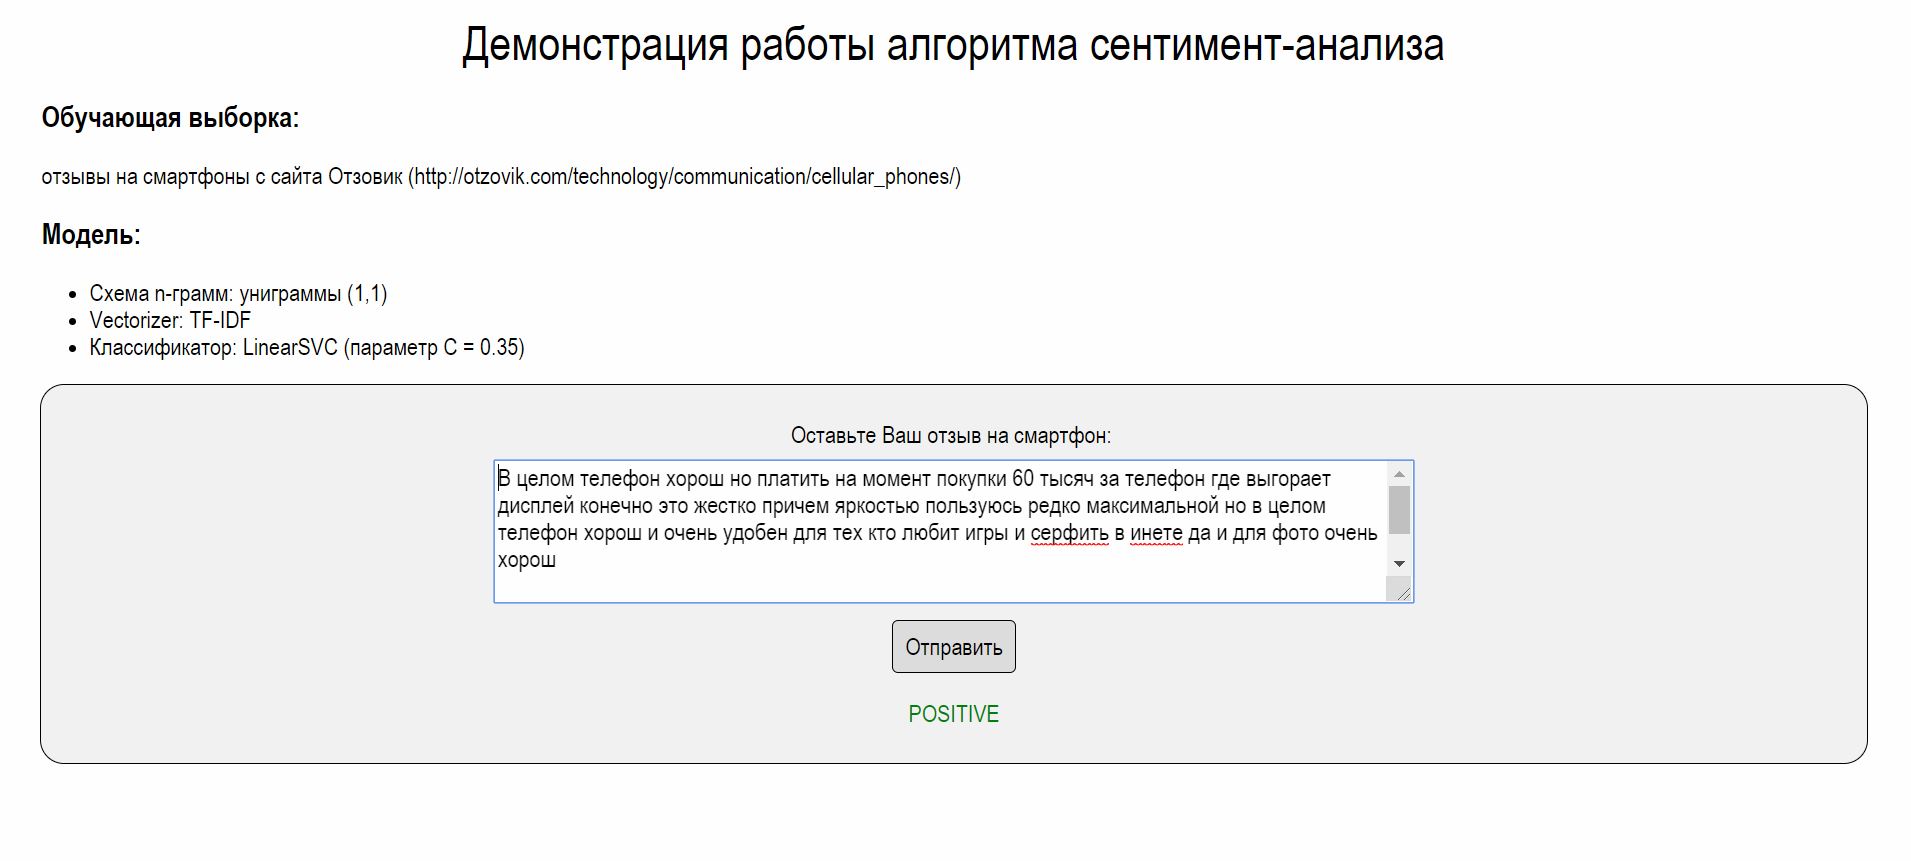 Демонстрация работы алгоритма сентимент-анализа
Обучающая выборка:
отзывы на смартфоны с сайта Отзовик (http://otzovik.com/technology/communication/cellular_phones/)
Модель:
Схема n-грамм: униграммы (1,1)
Vectorizer: TF-IDF
Классификатор: LinearSVC (параметр C = 0.35)
Оставьте Ваш отзыв на смартфон:
В целом телефон хорош но платить на момент покупки 60 тысяч за телефон где выгорает
дисплей конечно это жестко причем яркостью пользуюсь редко максимальной но в целом
телефон хорош и очень удобен для тех кто любит игры и серфить в инете да и для фото очень
хорош
Отправить
POSITIVE